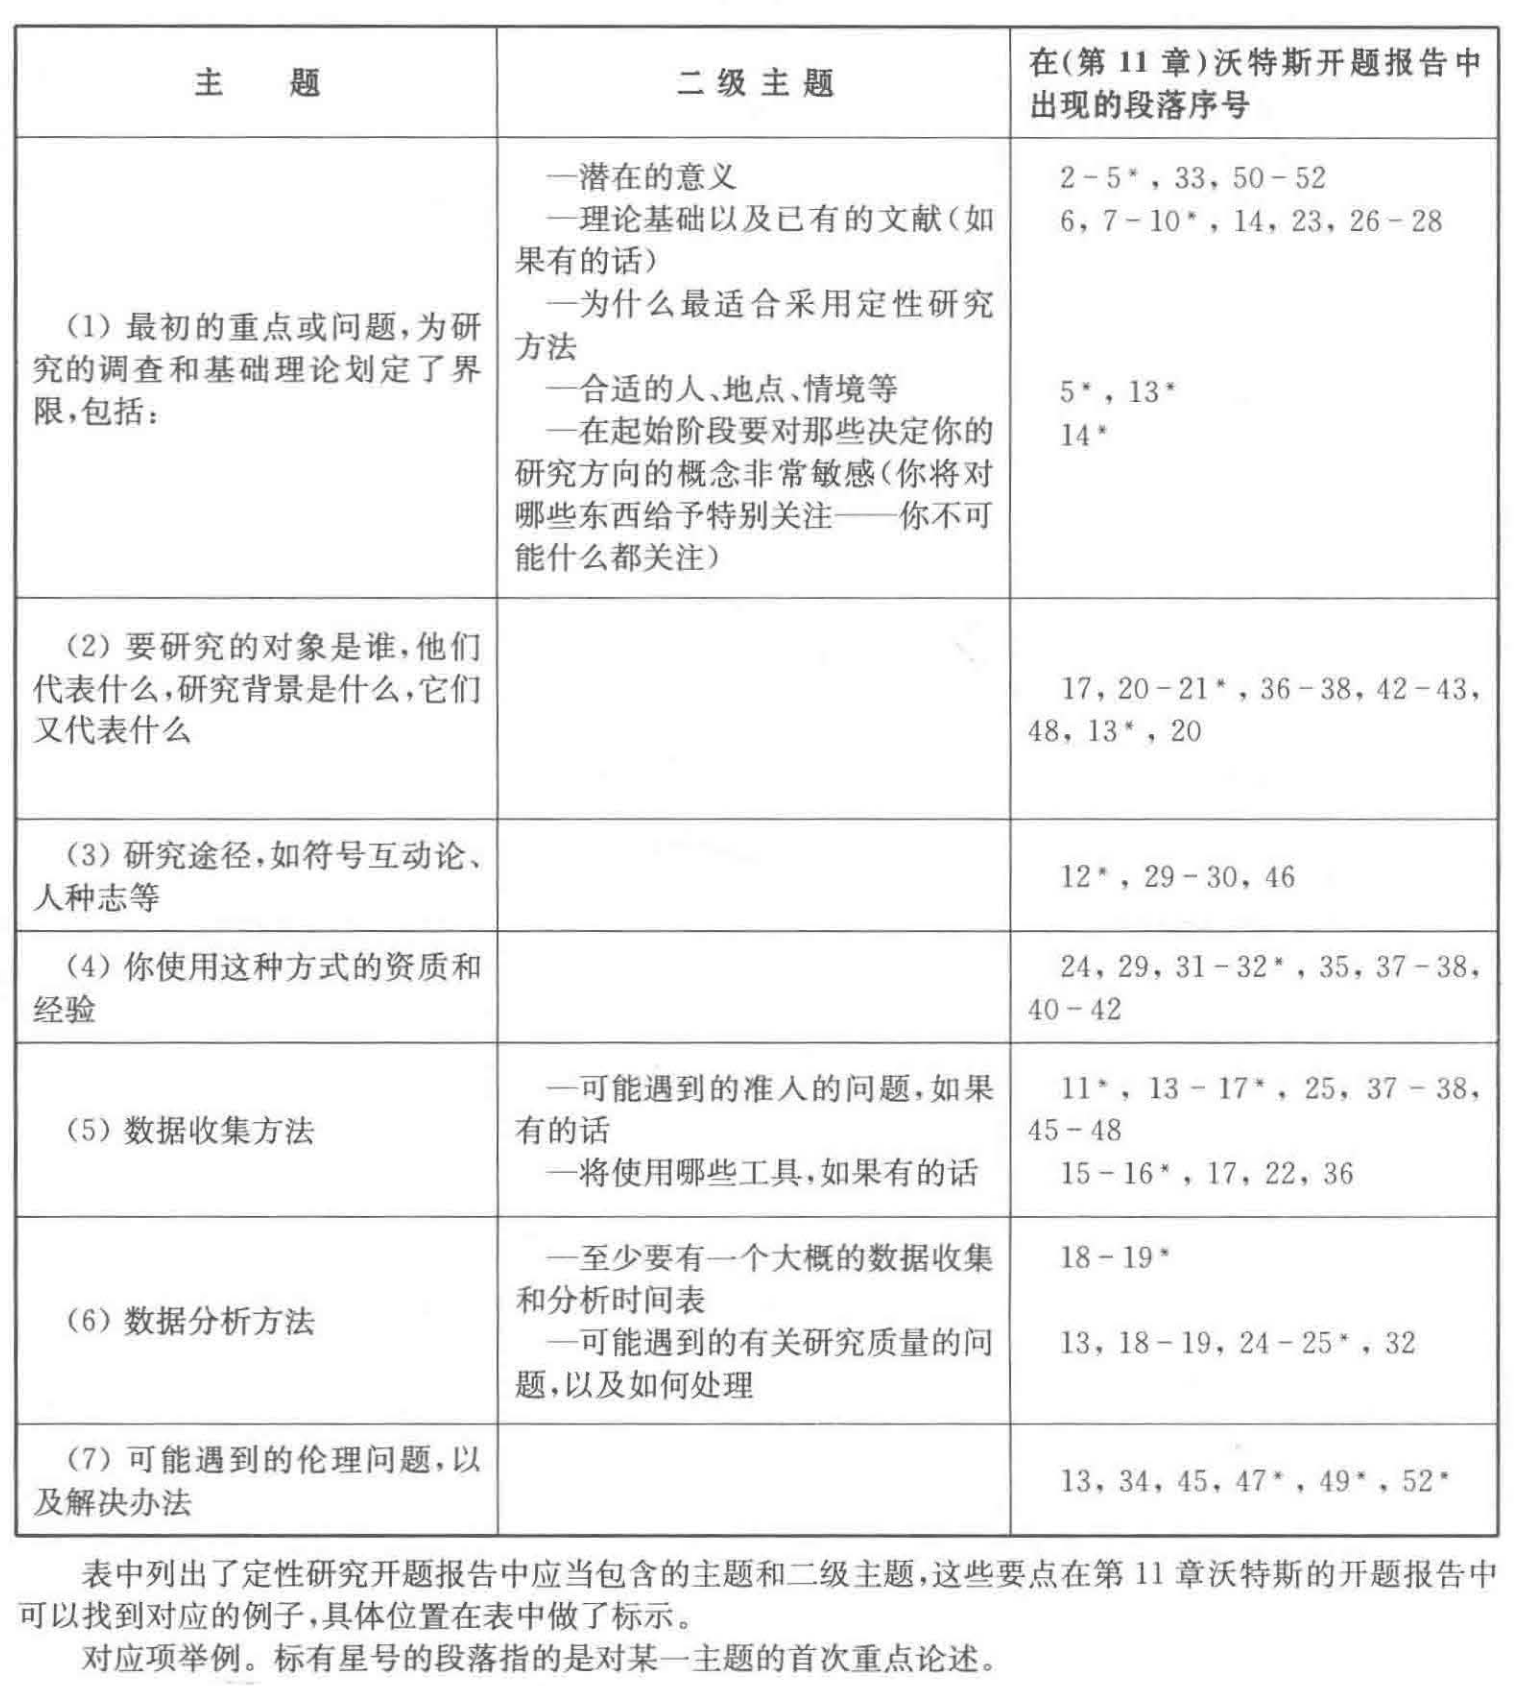 主 题
二级主题
在(第 11 章)沃特斯开题报告中
出现的段落序号
(1) 最初的重点或问题,为研
究的调查和基础理论划定了界
限,包括:
—潜在的意义
—理论基础以及已有的文献(如
果有的话)
—为什么最适合采用定性研究
方法
—合适的人、地点、情境等
—在起始阶段要对那些决定你的
研究方向的概念非常敏感(你将对
哪些东西给予特别关注——你不可
能什么都关注)
2-5*, 33, 50-52
6, 7-10*, 14, 23, 26-28
5*, 13*
14*
(2) 要研究的对象是谁,他们
代表什么,研究背景是什么,它们
又代表什么
17, 20-21*, 36-38, 42-43,
48, 13*, 20
(3) 研究途径,如符号互动论、
人种志等
12*, 29-30, 46
(4) 你使用这种方式的资质和
经验
24, 29, 31-32*, 35, 37-38,
40-42
(5) 数据收集方法
—可能遇到的准入的问题,如果
有的话
—将使用哪些工具,如果有的话
11*, 13-17*, 25, 37-38,
45-48
15-16*, 17, 22, 36
(6) 数据分析方法
—至少要有一个大概的数据收集
和分析时间表
—可能遇到的有关研究质量的问
题,以及如何处理
18-19*
13, 18-19, 24-25*, 32
(7) 可能遇到的伦理问题,以
及解决办法
13, 34, 45, 47*, 49*, 52*
表中列出了定性研究开题报告中应当包含的主题和二级主题,这些要点在第 11 章沃特斯的开题报告中
可以找到对应的例子,具体位置在表中做了标示。
对应项举例。标有星号的段落指的是对某一主题的首次重点论述。